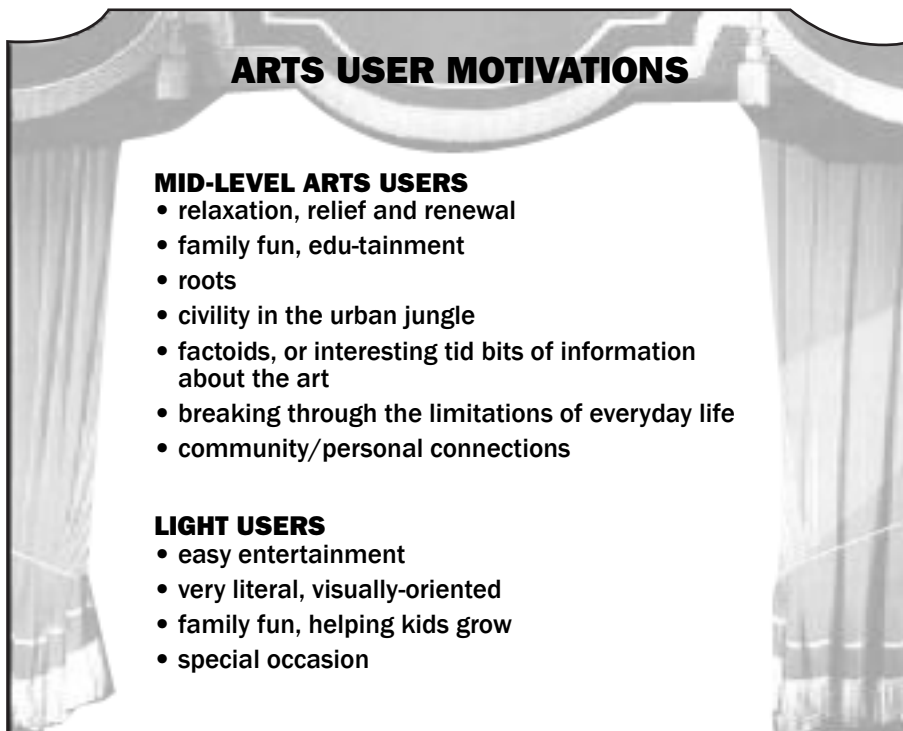 ARTS USER MOTIVATIONS
MID-LEVEL ARTS USERS
• relaxation, relief and renewal
• family fun, edu-tainment
• roots
• civility in the urban jungle
• factoids, or interesting tid bits of information
about the art
• breaking through the limitations of everyday life
• community/personal connections
LIGHT USERS
• easy entertainment
• very literal, visually-oriented
• family fun, helping kids grow
• special occasion